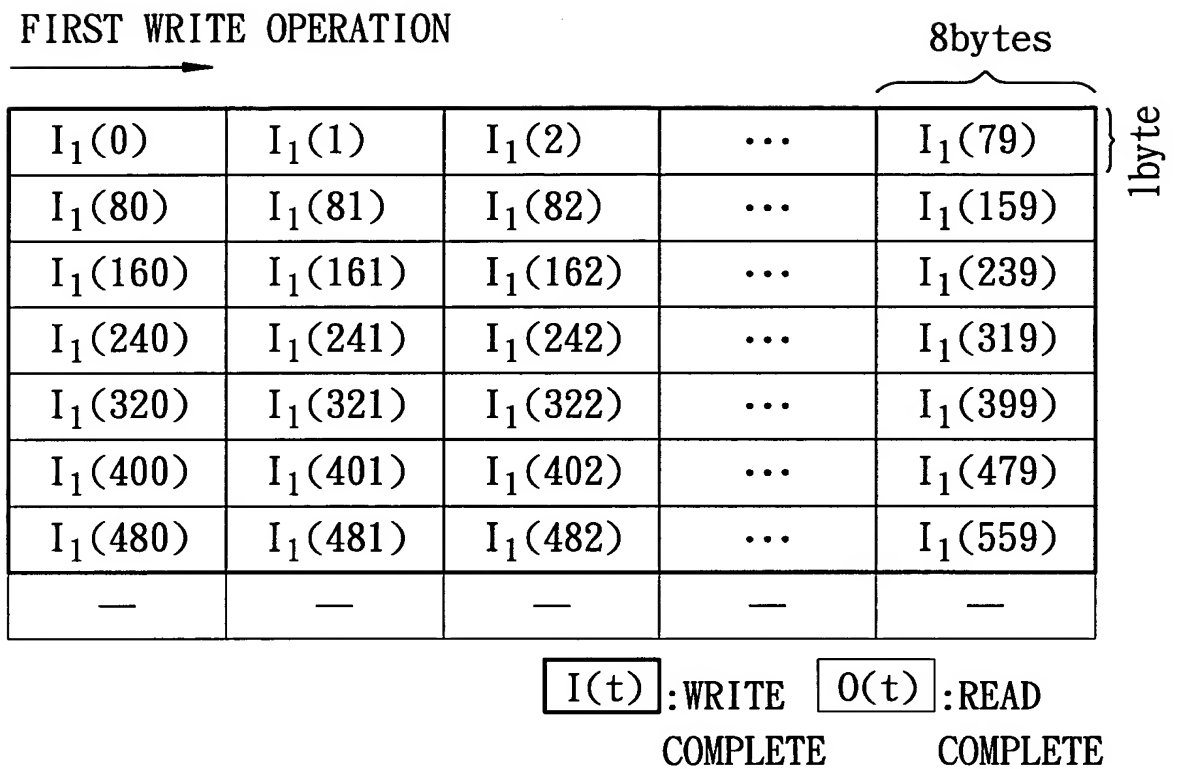 FIRST WRITE OPERATION
8bytes
1byte
I₁(0) I₁(1) I₁(2) ••• I₁(79)
I₁(80) I₁(81) I₁(82) ••• I₁(159)
I₁(160) I₁(161) I₁(162) ••• I₁(239)
I₁(240) I₁(241) I₁(242) ••• I₁(319)
I₁(320) I₁(321) I₁(322) ••• I₁(399)
I₁(400) I₁(401) I₁(402) ••• I₁(479)
I₁(480) I₁(481) I₁(482) ••• I₁(559)
— — — — —
I(t) :WRITE COMPLETE
O(t) :READ COMPLETE